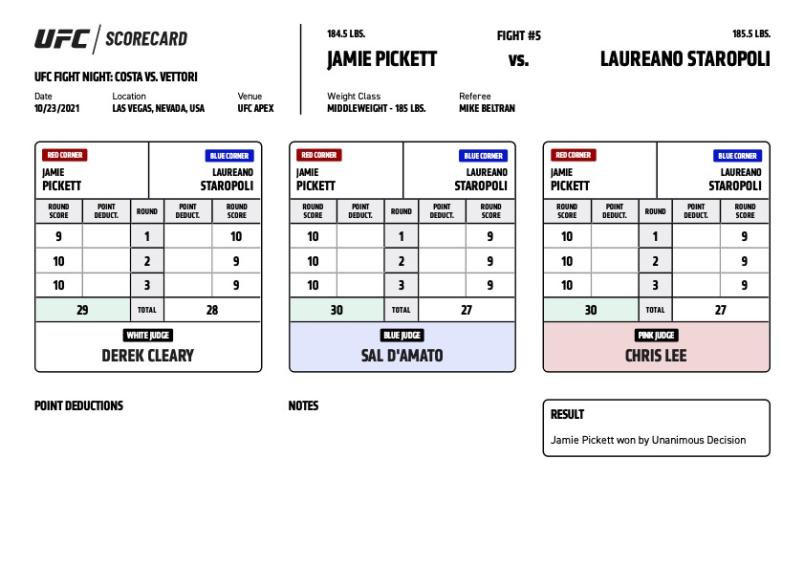 UFC / SCORECARD
UFC FIGHT NIGHT: COSTA VS. VETTORI
Date Location Venue
10/23/2021 LAS VEGAS, NEVADA, USA UFC APEX
184.5 LBS. FIGHT #5 185.5 LBS.
JAMIE PICKETT VS. LAUREANO STAROPOLI
Weight Class Referee
MIDDLEWEIGHT - 185 LBS. MIKE BELTRAN
RED CORNER BLUE CORNER
JAMIE LAUREANO
PICKETT STAROPOLI
ROUND POINT ROUND POINT ROUND
SCORE DEDUCT. DEDUCT. SCORE
9 1 10
10 2 9
10 3 9
29 TOTAL 28
WHITE JUDGE
DEREK CLEARY
RED CORNER BLUE CORNER
JAMIE LAUREANO
PICKETT STAROPOLI
ROUND POINT ROUND POINT ROUND
SCORE DEDUCT. DEDUCT. SCORE
10 1 9
10 2 9
10 3 9
30 TOTAL 27
BLUE JUDGE
SAL D'AMATO
RED CORNER BLUE CORNER
JAMIE LAUREANO
PICKETT STAROPOLI
ROUND POINT ROUND POINT ROUND
SCORE DEDUCT. DEDUCT. SCORE
10 1 9
10 2 9
10 3 9
30 TOTAL 27
PINK JUDGE
CHRIS LEE
POINT DEDUCTIONS
NOTES
RESULT
Jamie Pickett won by Unanimous Decision